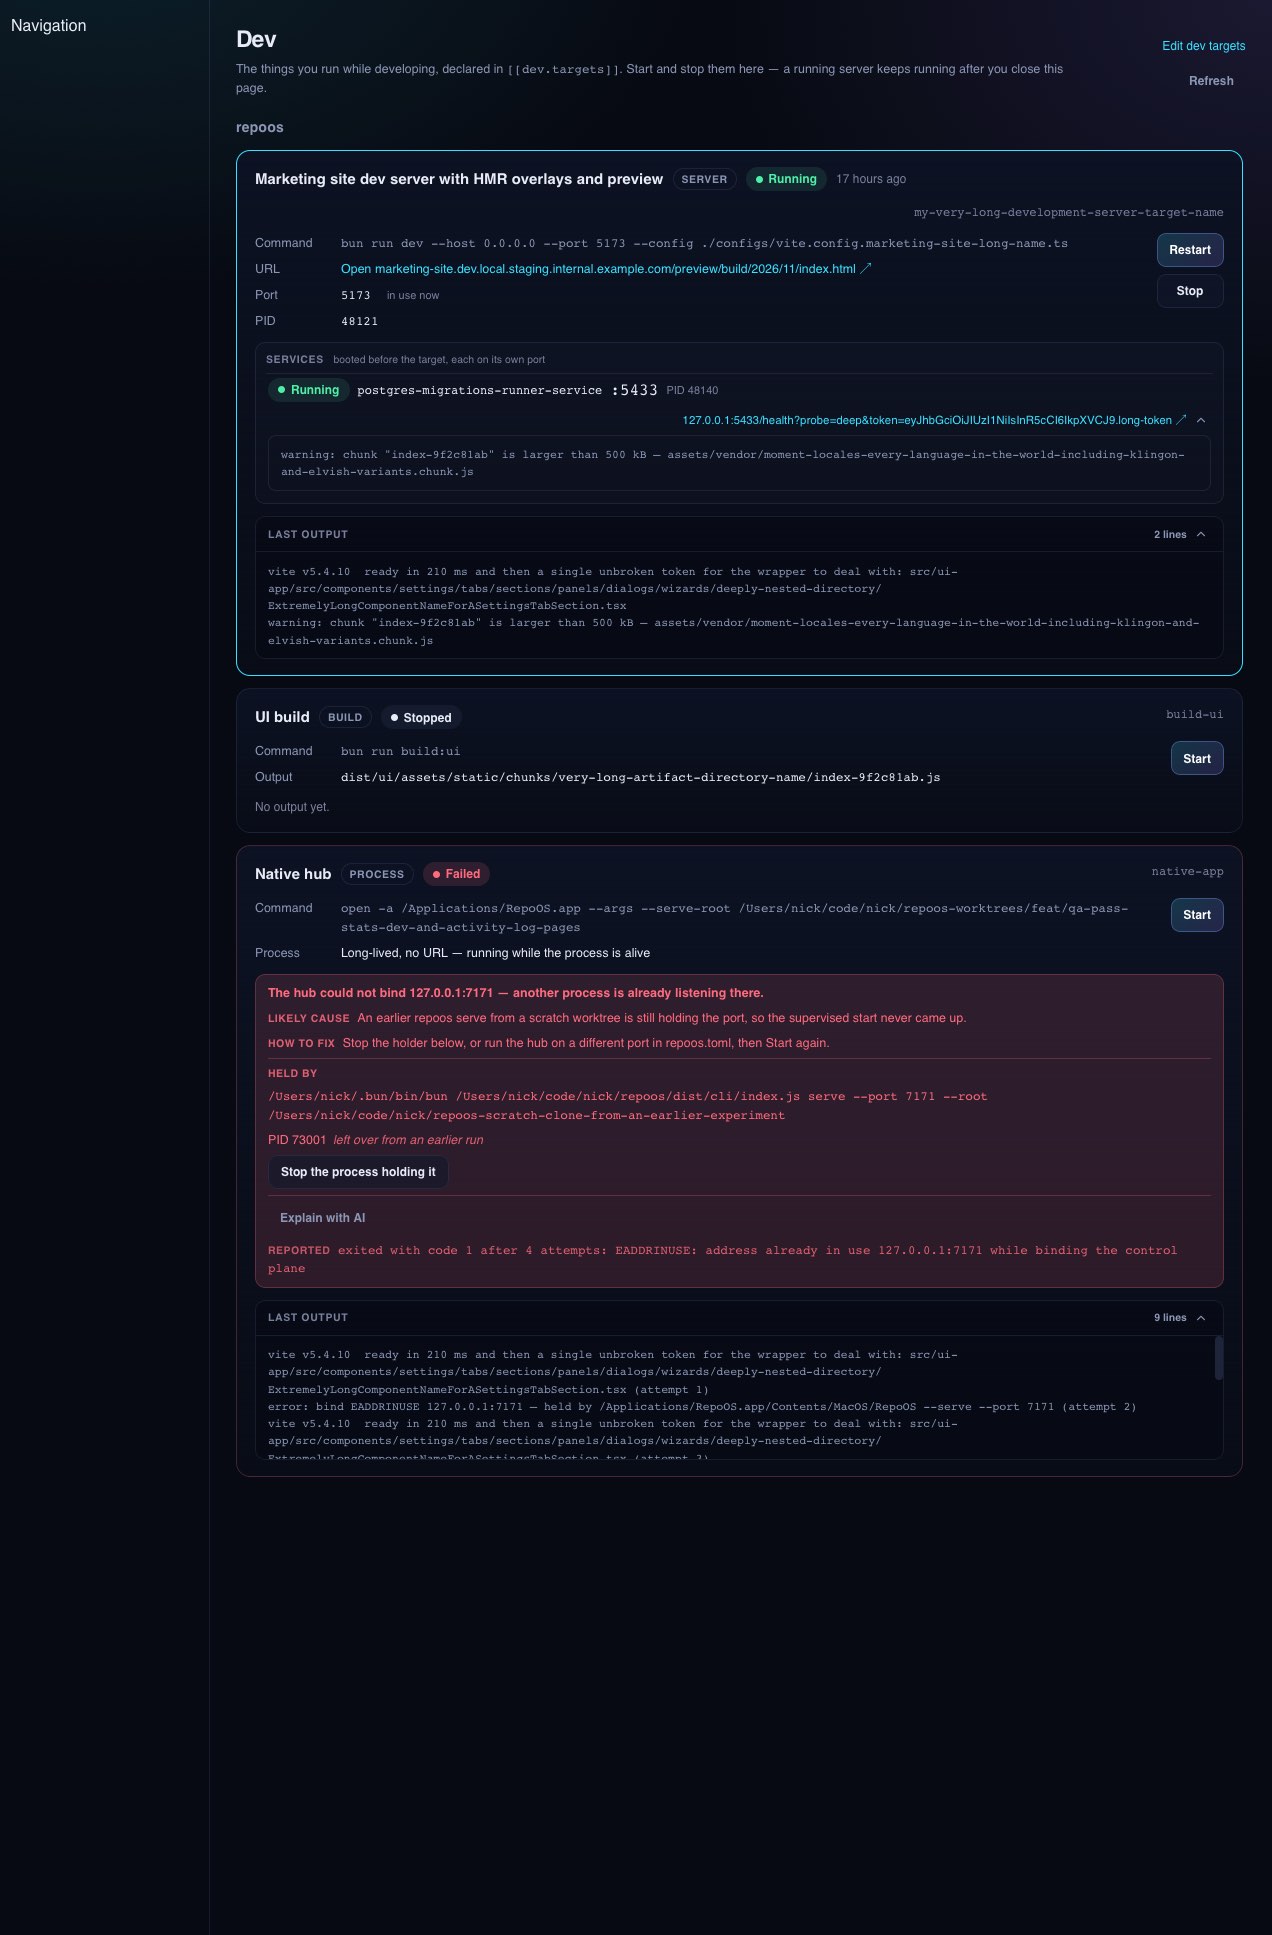 Navigation
Dev
Edit dev targets
The things you run while developing, declared in [[dev.targets]]. Start and stop them here — a running server keeps running after you close this
page.
Refresh
repoos
Marketing site dev server with HMR overlays and preview SERVER Running 17 hours ago
my-very-long-development-server-target-name
Command bun run dev --host 0.0.0.0 --port 5173 --config ./configs/vite.config.marketing-site-long-name.ts
Restart
URL Open marketing-site.dev.local.staging.internal.example.com/preview/build/2026/11/index.html ↗
Port 5173 in use now
Stop
PID 48121
SERVICES booted before the target, each on its own port
Running postgres-migrations-runner-service :5433 PID 48140
127.0.0.1:5433/health?probe=deep&token=eyJhbGciOiJIUzI1NiIsInR5cCI6IkpXVCJ9.long-token ↗
warning: chunk "index-9f2c81ab" is larger than 500 kB — assets/vendor/moment-locales-every-language-in-the-world-including-klingon-
and-elvish-variants.chunk.js
LAST OUTPUT 2 lines
vite v5.4.10  ready in 210 ms and then a single unbroken token for the wrapper to deal with: src/ui-
app/src/components/settings/tabs/sections/panels/dialogs/wizards/deeply-nested-directory/
ExtremelyLongComponentNameForASettingsTabSection.tsx
warning: chunk "index-9f2c81ab" is larger than 500 kB — assets/vendor/moment-locales-every-language-in-the-world-including-klingon-and-
elvish-variants.chunk.js
UI build BUILD Stopped build-ui
Command bun run build:ui
Start
Output dist/ui/assets/static/chunks/very-long-artifact-directory-name/index-9f2c81ab.js
No output yet.
Native hub PROCESS Failed native-app
Command open -a /Applications/RepoOS.app --args --serve-root /Users/nick/code/nick/repoos-worktrees/feat/qa-pass-
stats-dev-and-activity-log-pages
Start
Process Long-lived, no URL — running while the process is alive
The hub could not bind 127.0.0.1:7171 — another process is already listening there.
LIKELY CAUSE An earlier repoos serve from a scratch worktree is still holding the port, so the supervised start never came up.
HOW TO FIX Stop the holder below, or run the hub on a different port in repoos.toml, then Start again.
HELD BY
/Users/nick/.bun/bin/bun /Users/nick/code/nick/repoos/dist/cli/index.js serve --port 7171 --root
/Users/nick/code/nick/repoos-scratch-clone-from-an-earlier-experiment
PID 73001 left over from an earlier run
Stop the process holding it
Explain with AI
REPORTED exited with code 1 after 4 attempts: EADDRINUSE: address already in use 127.0.0.1:7171 while binding the control
plane
LAST OUTPUT 9 lines
vite v5.4.10  ready in 210 ms and then a single unbroken token for the wrapper to deal with: src/ui-
app/src/components/settings/tabs/sections/panels/dialogs/wizards/deeply-nested-directory/
ExtremelyLongComponentNameForASettingsTabSection.tsx (attempt 1)
error: bind EADDRINUSE 127.0.0.1:7171 — held by /Applications/RepoOS.app/Contents/MacOS/RepoOS --serve --port 7171 (attempt 2)
vite v5.4.10  ready in 210 ms and then a single unbroken token for the wrapper to deal with: src/ui-
app/src/components/settings/tabs/sections/panels/dialogs/wizards/deeply-nested-directory/
ExtremelyLongComponentNameForASettingsTabSection.tsx (attempt